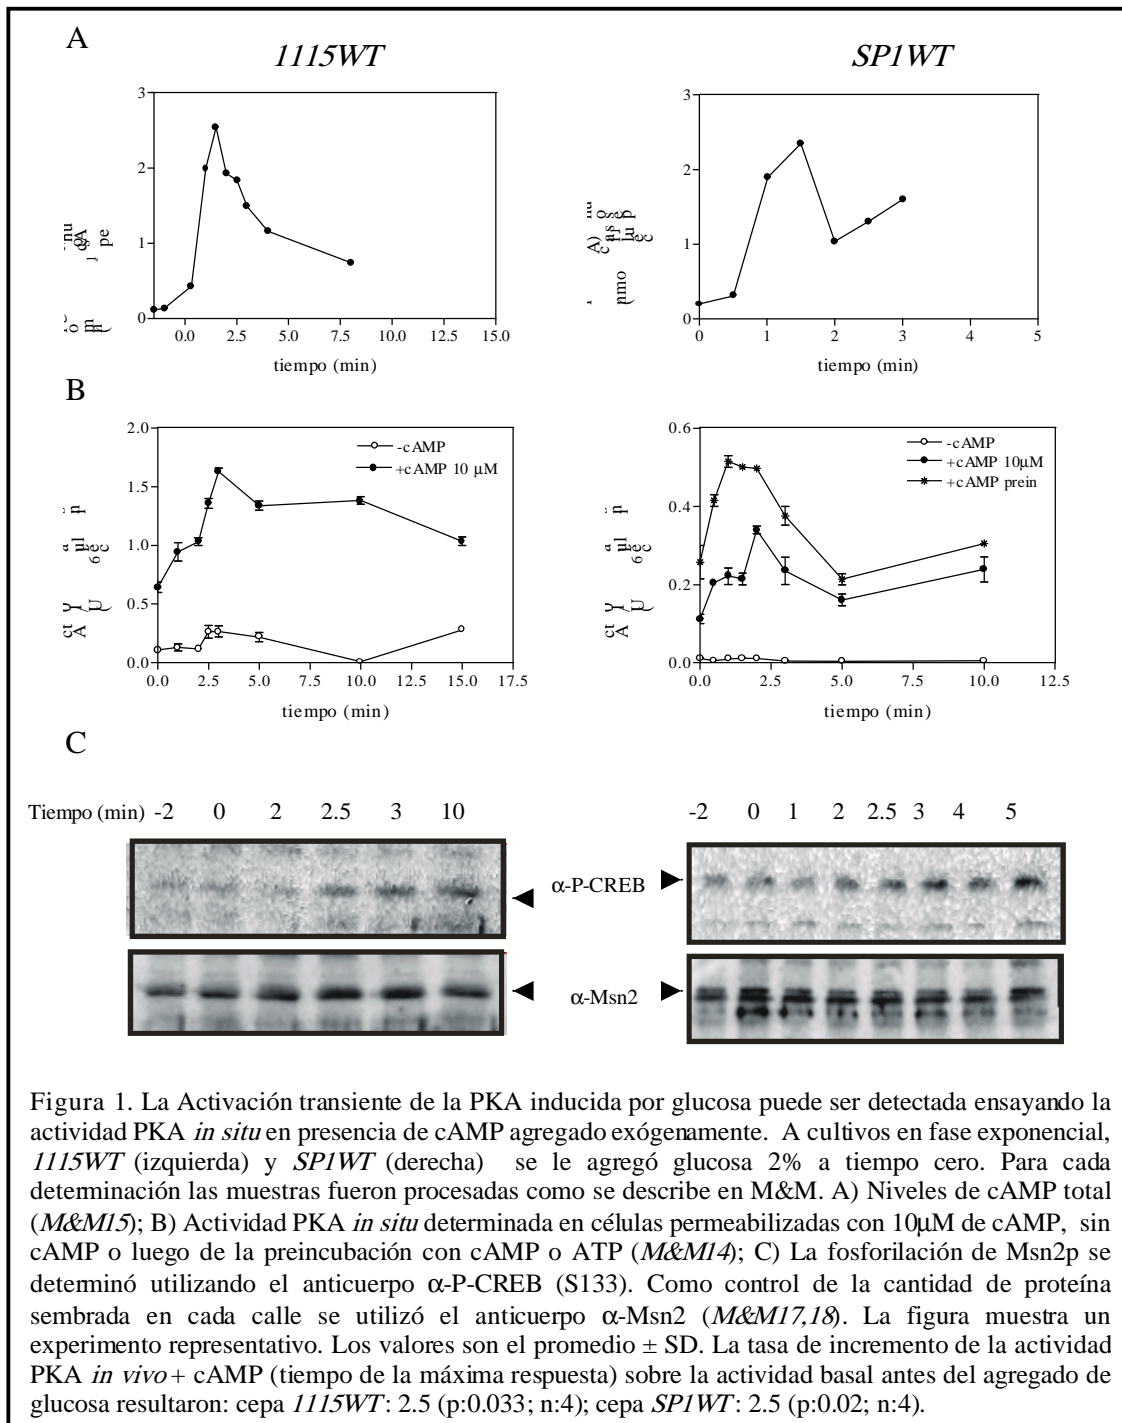 A
1115WT
SP1WT
3
2
1
0
0.0 2.5 5.0 7.5 10.0 12.5 15.0
tiempo (min)
3
2
1
0
0 1 2 3 4 5
tiempo (min)
B
2.0
1.5
1.0
0.5
0.0
-cAMP
+cAMP 10 µM
0.0 2.5 5.0 7.5 10.0 12.5 15.0 17.5
tiempo (min)
0.6
0.4
0.2
0.0
-cAMP
+cAMP 10µM
+cAMP prein
0.0 2.5 5.0 7.5 10.0 12.5
tiempo (min)
C
Tiempo (min) -2 0 2 2.5 3 10
-2 0 1 2 2.5 3 4 5
α-P-CREB
α-Msn2
Figura 1. La Activación transiente de la PKA inducida por glucosa puede ser detectada ensayando la
actividad PKA in situ en presencia de cAMP agregado exógenamente. A cultivos en fase exponencial,
1115WT (izquierda) y SP1WT (derecha) se le agregó glucosa 2% a tiempo cero. Para cada
determinación las muestras fueron procesadas como se describe en M&M. A) Niveles de cAMP total
(M&M15); B) Actividad PKA in situ determinada en células permeabilizadas con 10µM de cAMP, sin
cAMP o luego de la preincubación con cAMP o ATP (M&M14); C) La fosforilación de Msn2p se
determinó utilizando el anticuerpo α-P-CREB (S133). Como control de la cantidad de proteína
sembrada en cada calle se utilizó el anticuerpo α-Msn2 (M&M17,18). La figura muestra un
experimento representativo. Los valores son el promedio ± SD. La tasa de incremento de la actividad
PKA in vivo + cAMP (tiempo de la máxima respuesta) sobre la actividad basal antes del agregado de
glucosa resultaron: cepa 1115WT: 2.5 (p:0.033; n:4); cepa SP1WT: 2.5 (p:0.02; n:4).